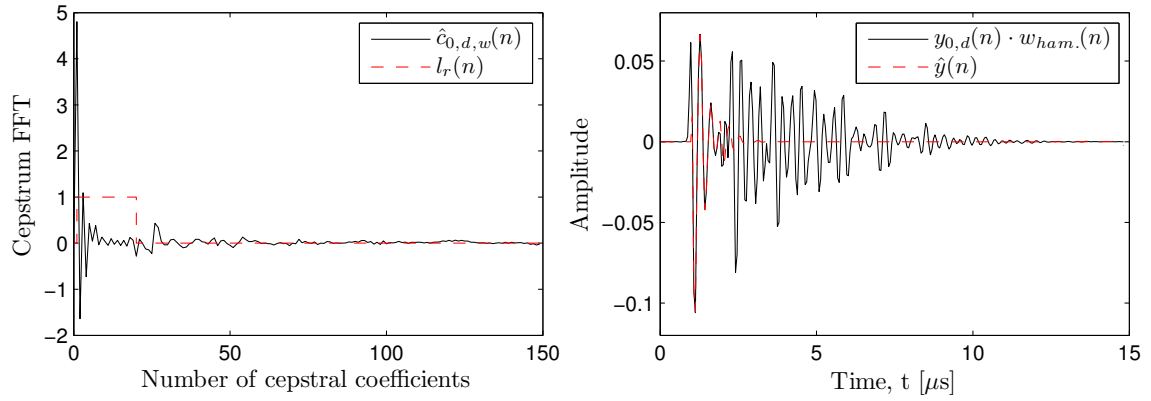 5
4
3
2
1
0
−1
−2
0
50
100
150
Cepstrum FFT
Number of cepstral coefficients
ĉ0,d,w(n)
lr(n)
0.05
0
−0.05
−0.1
0
5
10
15
Amplitude
Time, t [μs]
y0,d(n) · wham.(n)
ŷ(n)